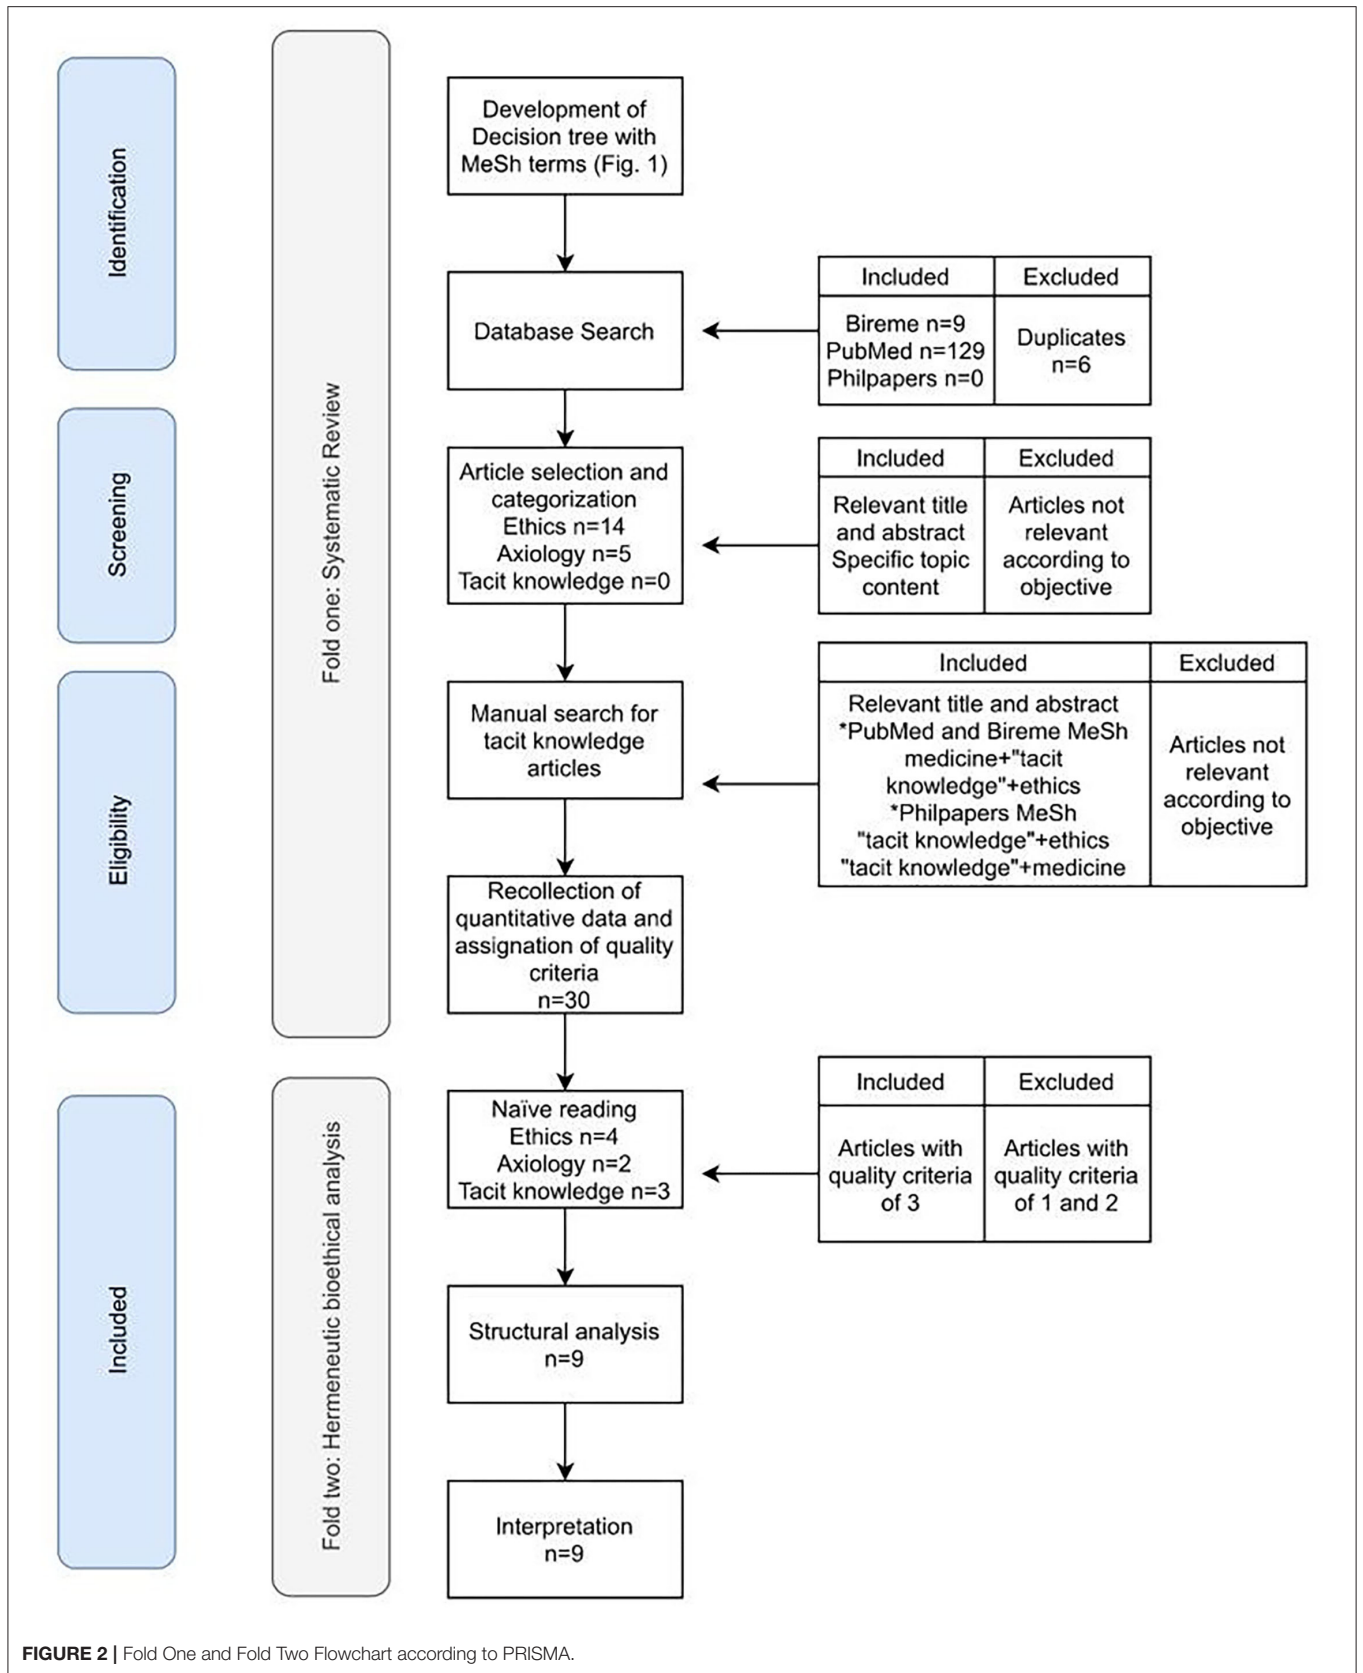 Identification
Screening
Eligibility
Included
Fold one: Systematic Review
Fold two: Hermeneutic bioethical analysis
Development of
Decision tree with
MeSh terms (Fig. 1)
Database Search
Included
Excluded
Bireme n=9
PubMed n=129
Philpapers n=0
Duplicates
n=6
Article selection and
categorization
Ethics n=14
Axiology n=5
Tacit knowledge n=0
Included
Excluded
Relevant title
and abstract
Specific topic
content
Articles not
relevant
according to
objective
Manual search for
tacit knowledge
articles
Included
Excluded
Relevant title and abstract
*PubMed and Bireme MeSh
medicine+"tacit
knowledge"+ethics
*Philpapers MeSh
"tacit knowledge"+ethics
"tacit knowledge"+medicine
Articles not
relevant
according to
objective
Recollection of
quantitative data and
assignation of quality
criteria
n=30
Naïve reading
Ethics n=4
Axiology n=2
Tacit knowledge n=3
Included
Excluded
Articles with
quality criteria
of 3
Articles with
quality criteria
of 1 and 2
Structural analysis
n=9
Interpretation
n=9
FIGURE 2 | Fold One and Fold Two Flowchart according to PRISMA.